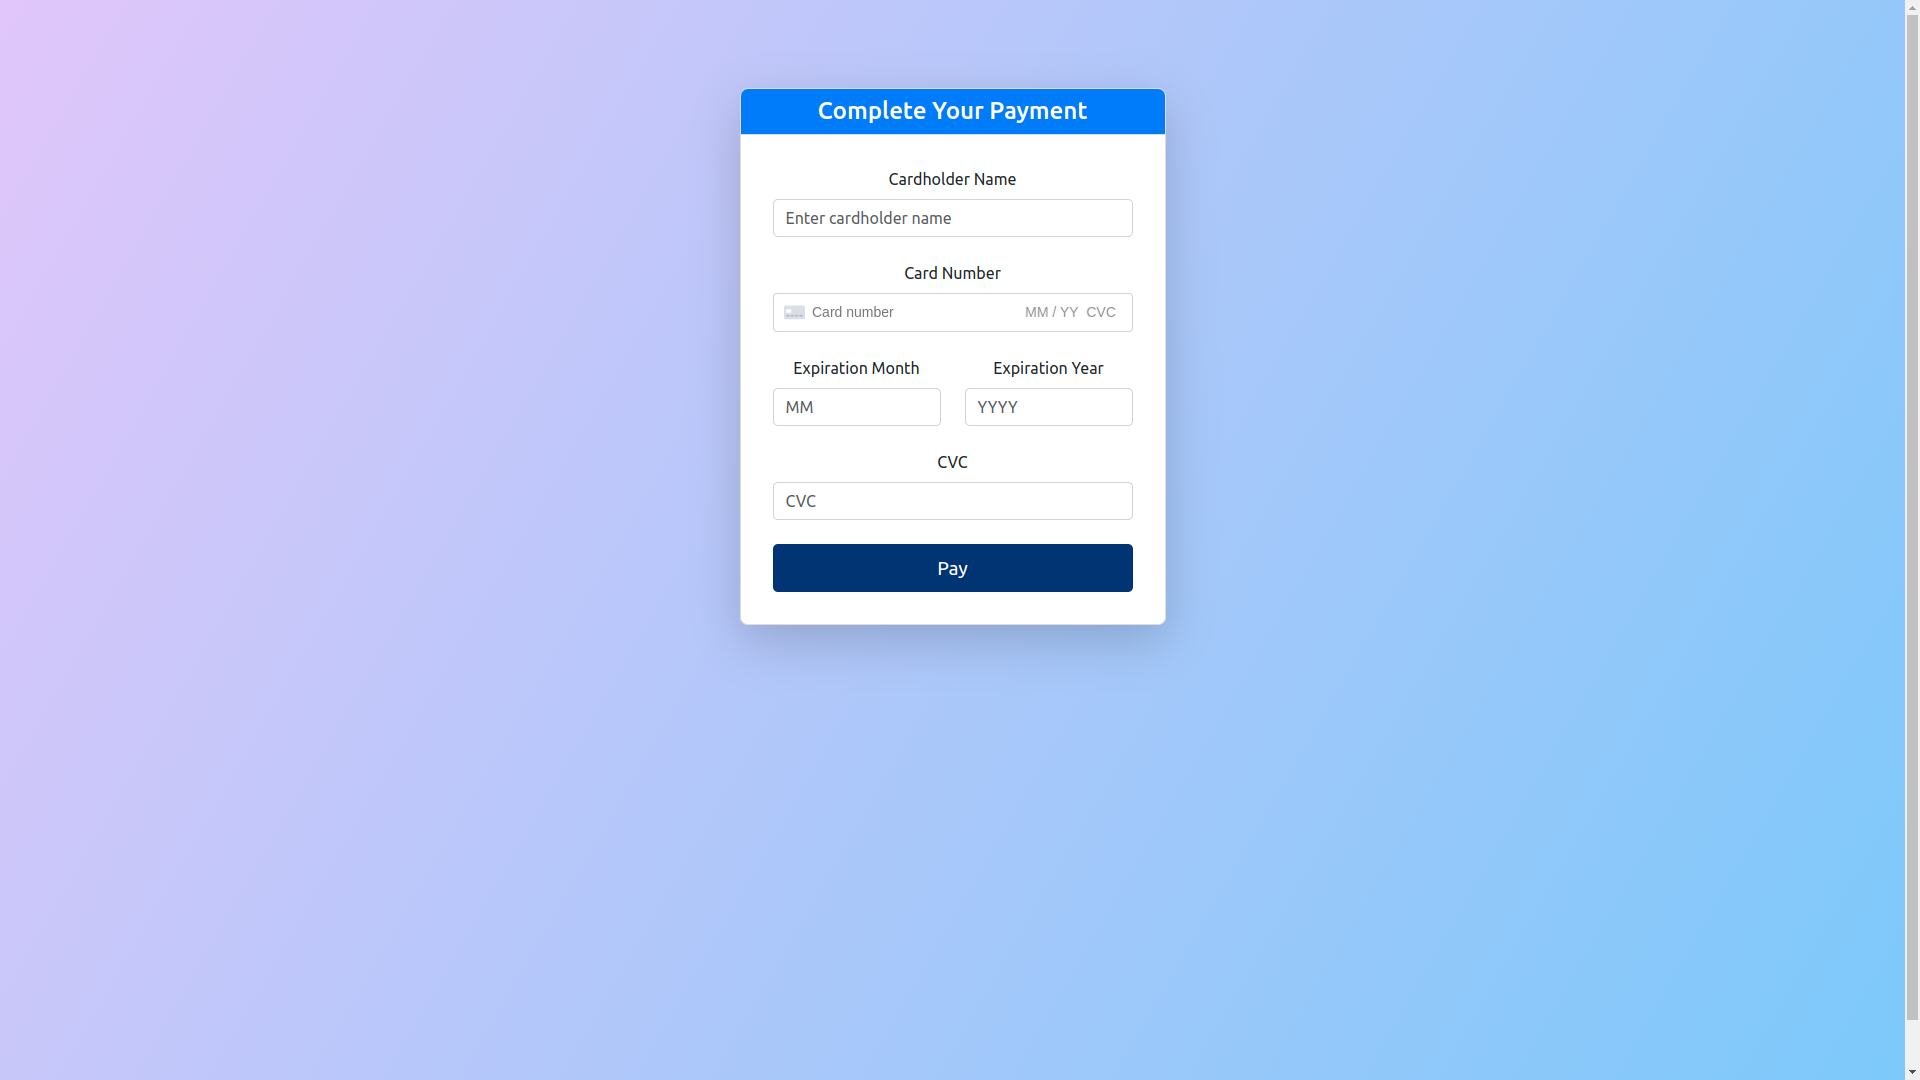 Complete Your Payment
Cardholder Name
Enter cardholder name
Card Number
Card number MM / YY CVC
Expiration Month Expiration Year
MM YYYY
CVC
CVC
Pay